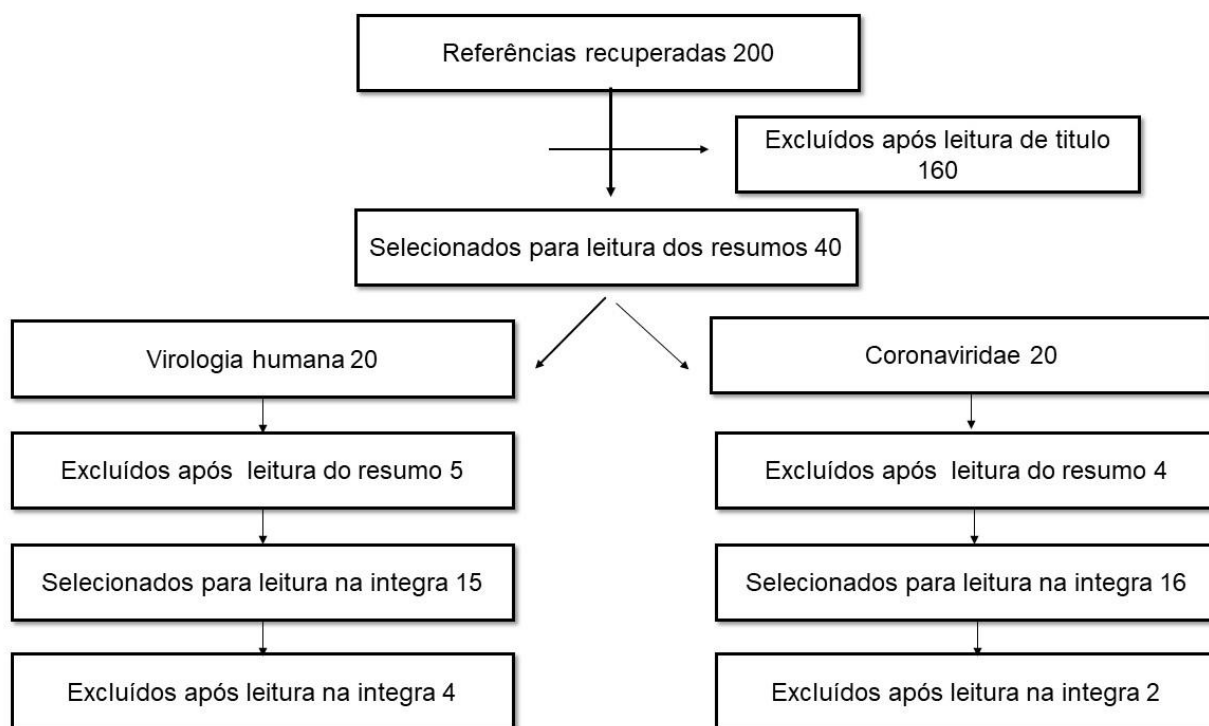 Referências recuperadas 200
Excluídos após leitura de titulo
160
Selecionados para leitura dos resumos 40
Virologia humana 20
Coronaviridae 20
Excluídos após leitura do resumo 5
Excluídos após leitura do resumo 4
Selecionados para leitura na integra 15
Selecionados para leitura na integra 16
Excluídos após leitura na integra 4
Excluídos após leitura na integra 2